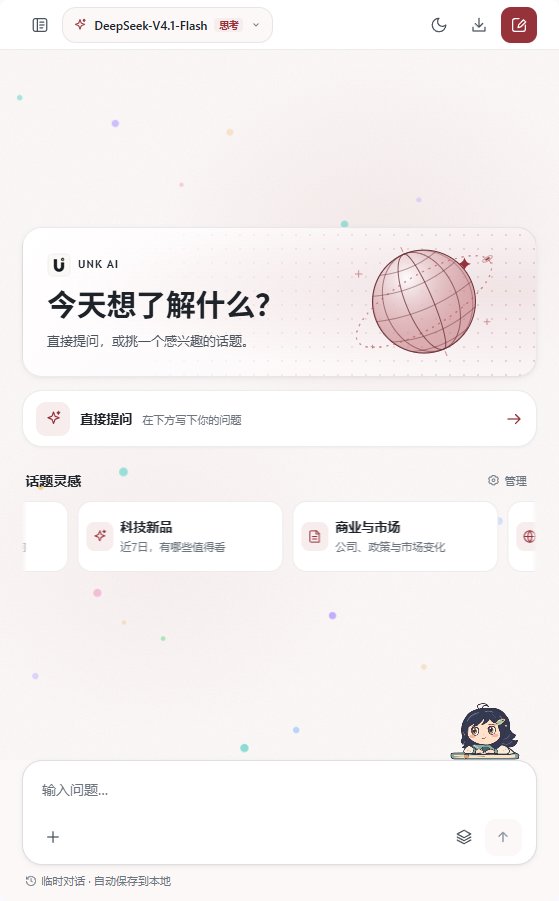 DeepSeek-V4.1-Flash 思考
UNK AI
今天想了解什么？
直接提问，或挑一个感兴趣的话题。
直接提问 在下方写下你的问题
话题灵感 管理
科技新品
近7日，有哪些值得看
商业与市场
公司、政策与市场变化
输入问题...
临时对话 · 自动保存到本地